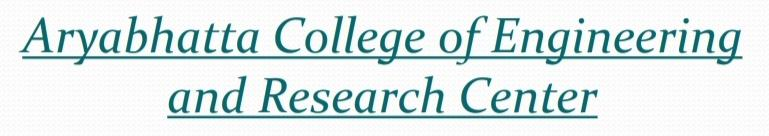 Aryabhatta College of Engineering
and Research Center